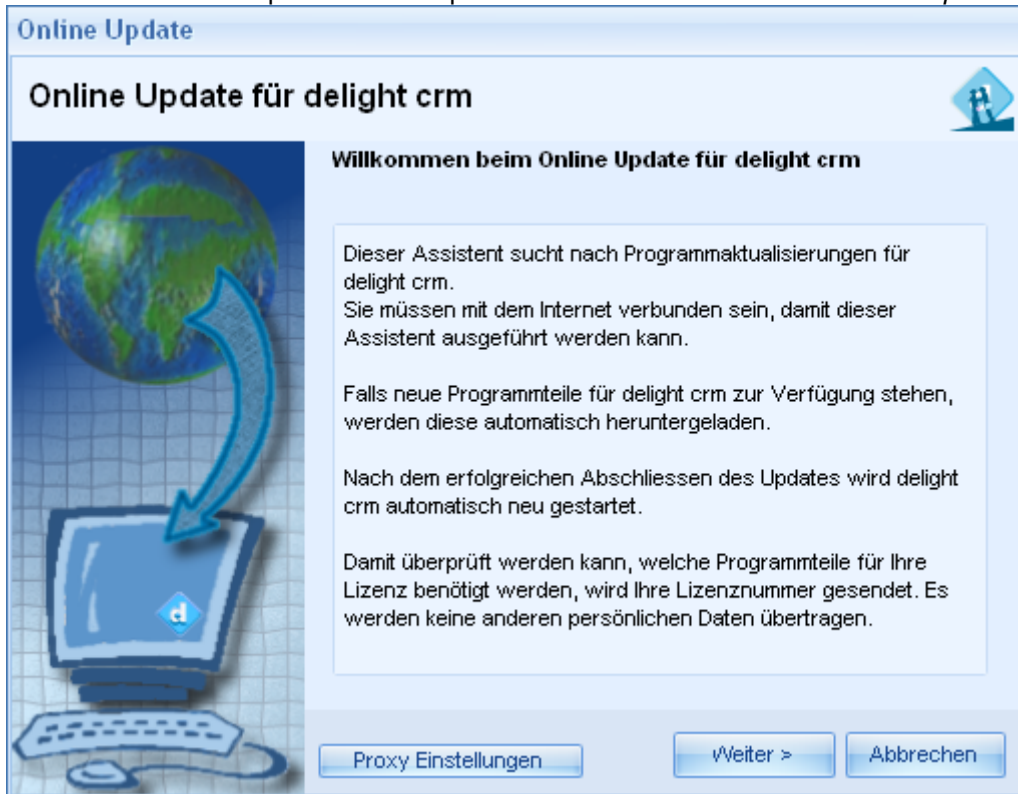 Online Update
Online Update für delight crm
Willkommen beim Online Update für delight crm
Dieser Assistent sucht nach Programmaktualisierungen für
delight crm.
Sie müssen mit dem Internet verbunden sein, damit dieser
Assistent ausgeführt werden kann.
Falls neue Programmteile für delight crm zur Verfügung stehen,
werden diese automatisch heruntergeladen.
Nach dem erfolgreichen Abschliessen des Updates wird delight
crm automatisch neu gestartet.
Damit überprüft werden kann, welche Programmteile für Ihre
Lizenz benötigt werden, wird Ihre Lizenznummer gesendet. Es
werden keine anderen persönlichen Daten übertragen.
d
Proxy Einstellungen
Weiter >
Abbrechen